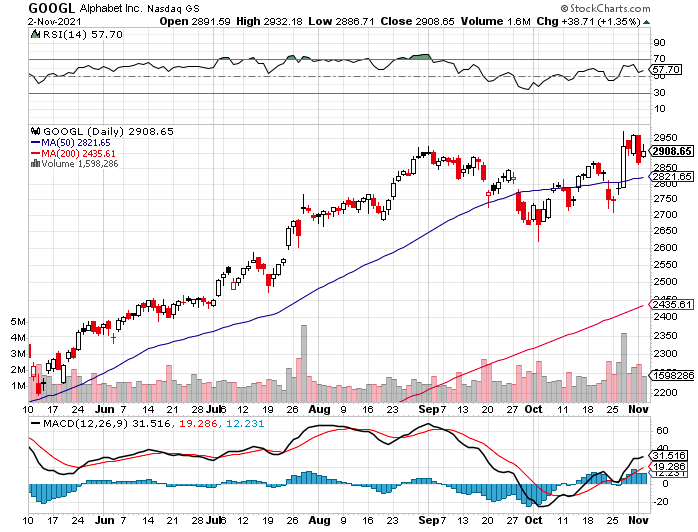 GOOGL Alphabet Inc. Nasdaq GS © StockCharts.com
2-Nov-2021 Open 2891.59 High 2932.18 Low 2886.71 Close 2908.65 Volume 1.6M Chg +38.71 (+1.35%)
RSI(14) 57.70
90
70
57.70
50
30
10
GOOGL (Daily) 2908.65
MA(50) 2821.65
MA(200) 2435.61
Volume 1,598,286
2950
2908.65
2850
2821.65
2800
2750
2700
2650
2600
2550
2500
2450
2435.61
2400
2350
2300
2250
1598286
2200
5M
4M
3M
2M
1M
10 17 24 Jun 7 14 21 28 Jul 6 12 19 26 Aug 9 16 23 Sep 7 13 20 27 Oct 11 18 25 Nov
MACD(12,26,9) 31.516, 19.286, 12.231
60
40
31.516
19.286
12.231
0
-20
10 17 24 Jun 7 14 21 28 Jul 6 12 19 26 Aug 9 16 23 Sep 7 13 20 27 Oct 11 18 25 Nov